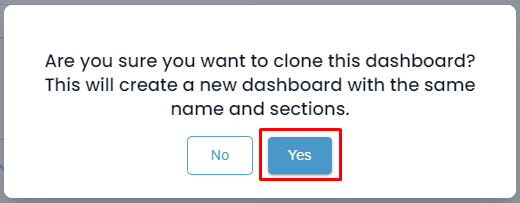 Are you sure you want to clone this dashboard?
This will create a new dashboard with the same
name and sections.
No
Yes